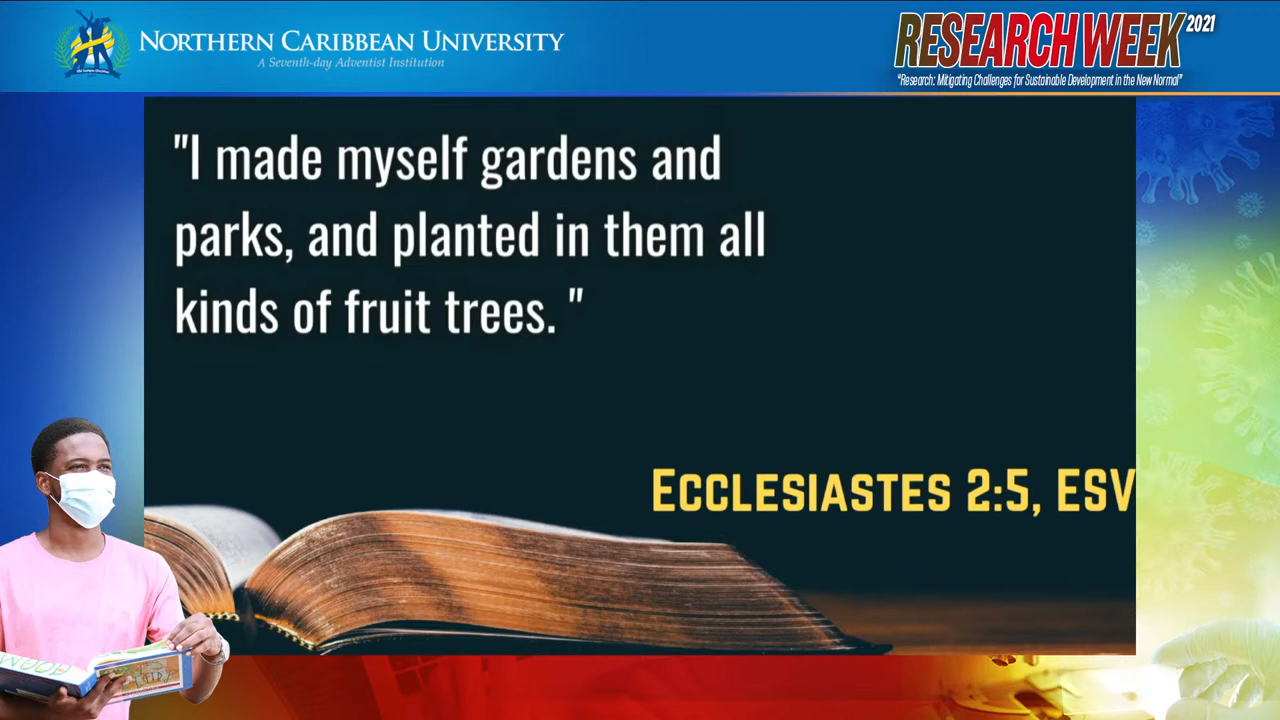 NORTHERN CARIBBEAN UNIVERSITY
A Seventh-day Adventist Institution
RESEARCH WEEK 2021
"Research: Mitigating Challenges for Sustainable Development in the New Normal"
"I made myself gardens and
parks, and planted in them all
kinds of fruit trees. "
ECCLESIASTES 2:5, ESV